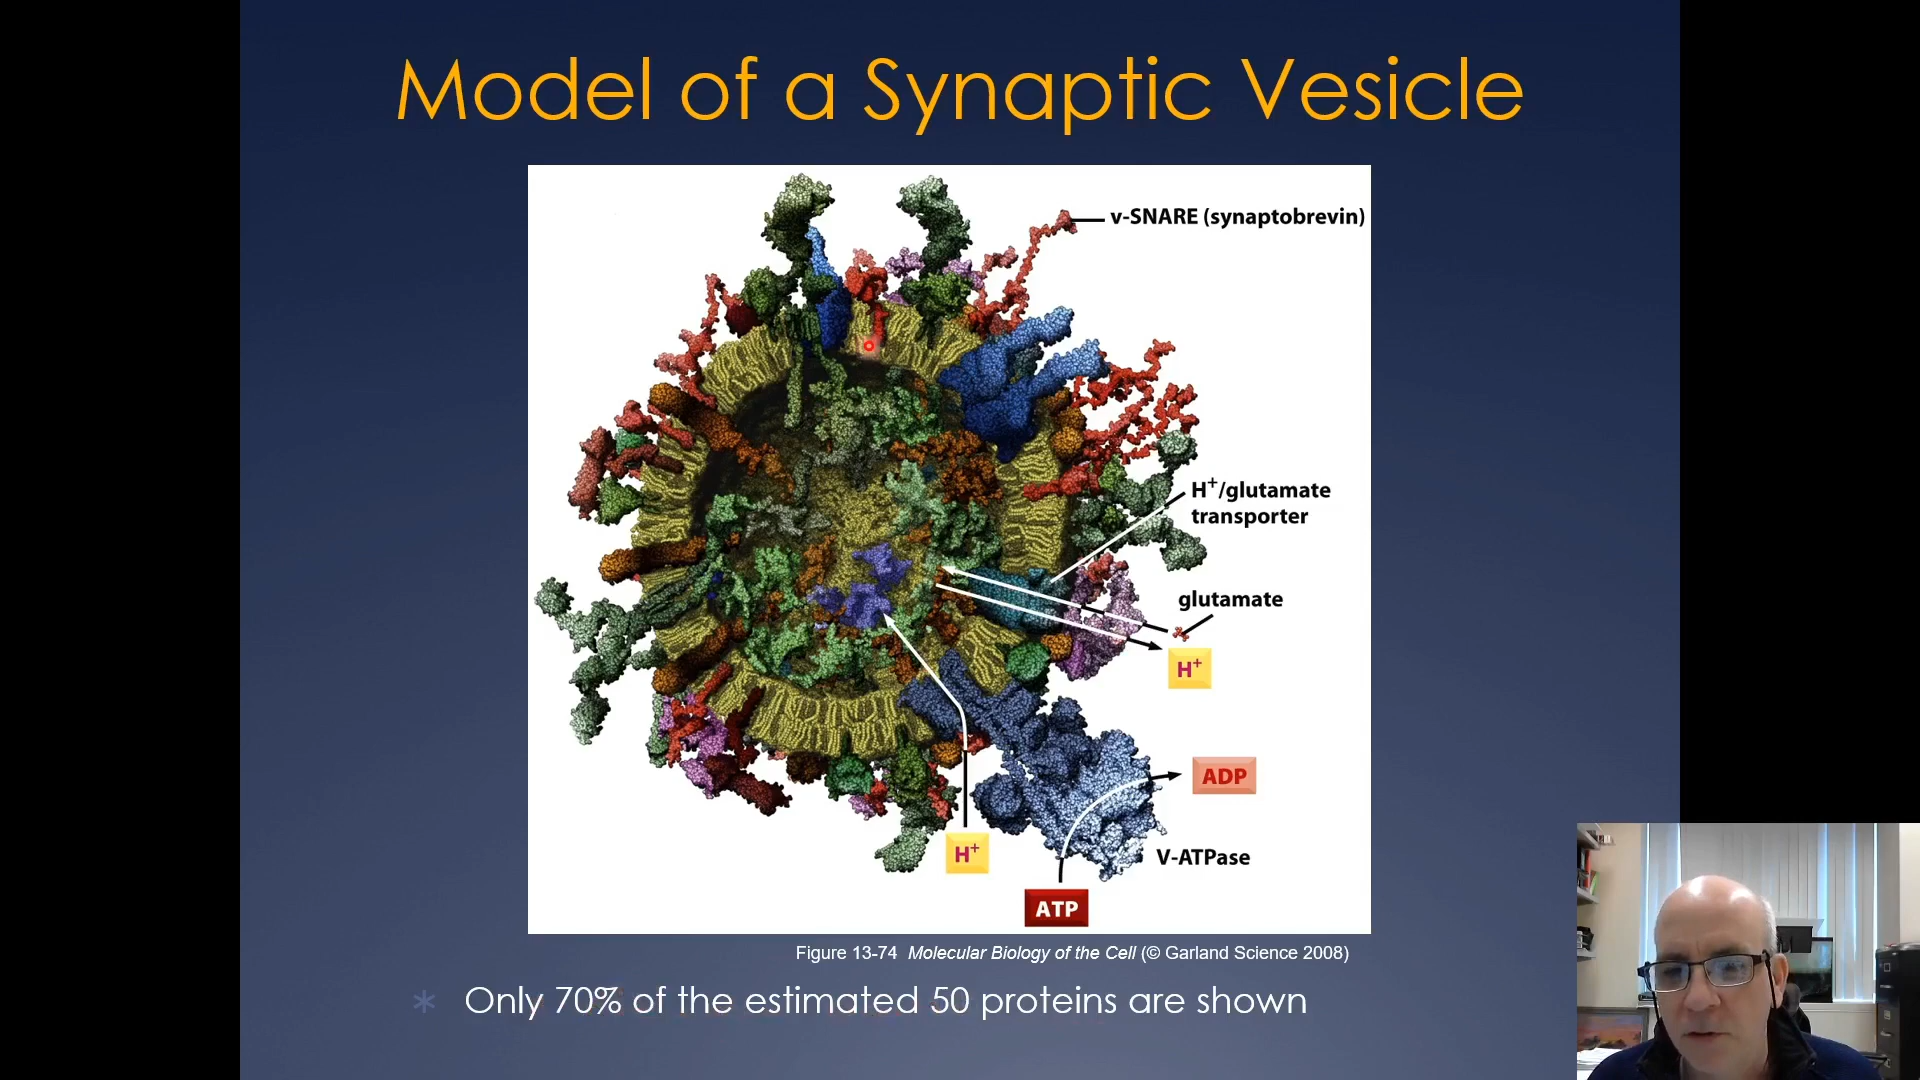 Model of a Synaptic Vesicle
v-SNARE (synaptobrevin)
H+/glutamate
transporter
glutamate
H+
ADP
H+
V-ATPase
ATP
Figure 13-74 Molecular Biology of the Cell (© Garland Science 2008)
* Only 70% of the estimated 50 proteins are shown